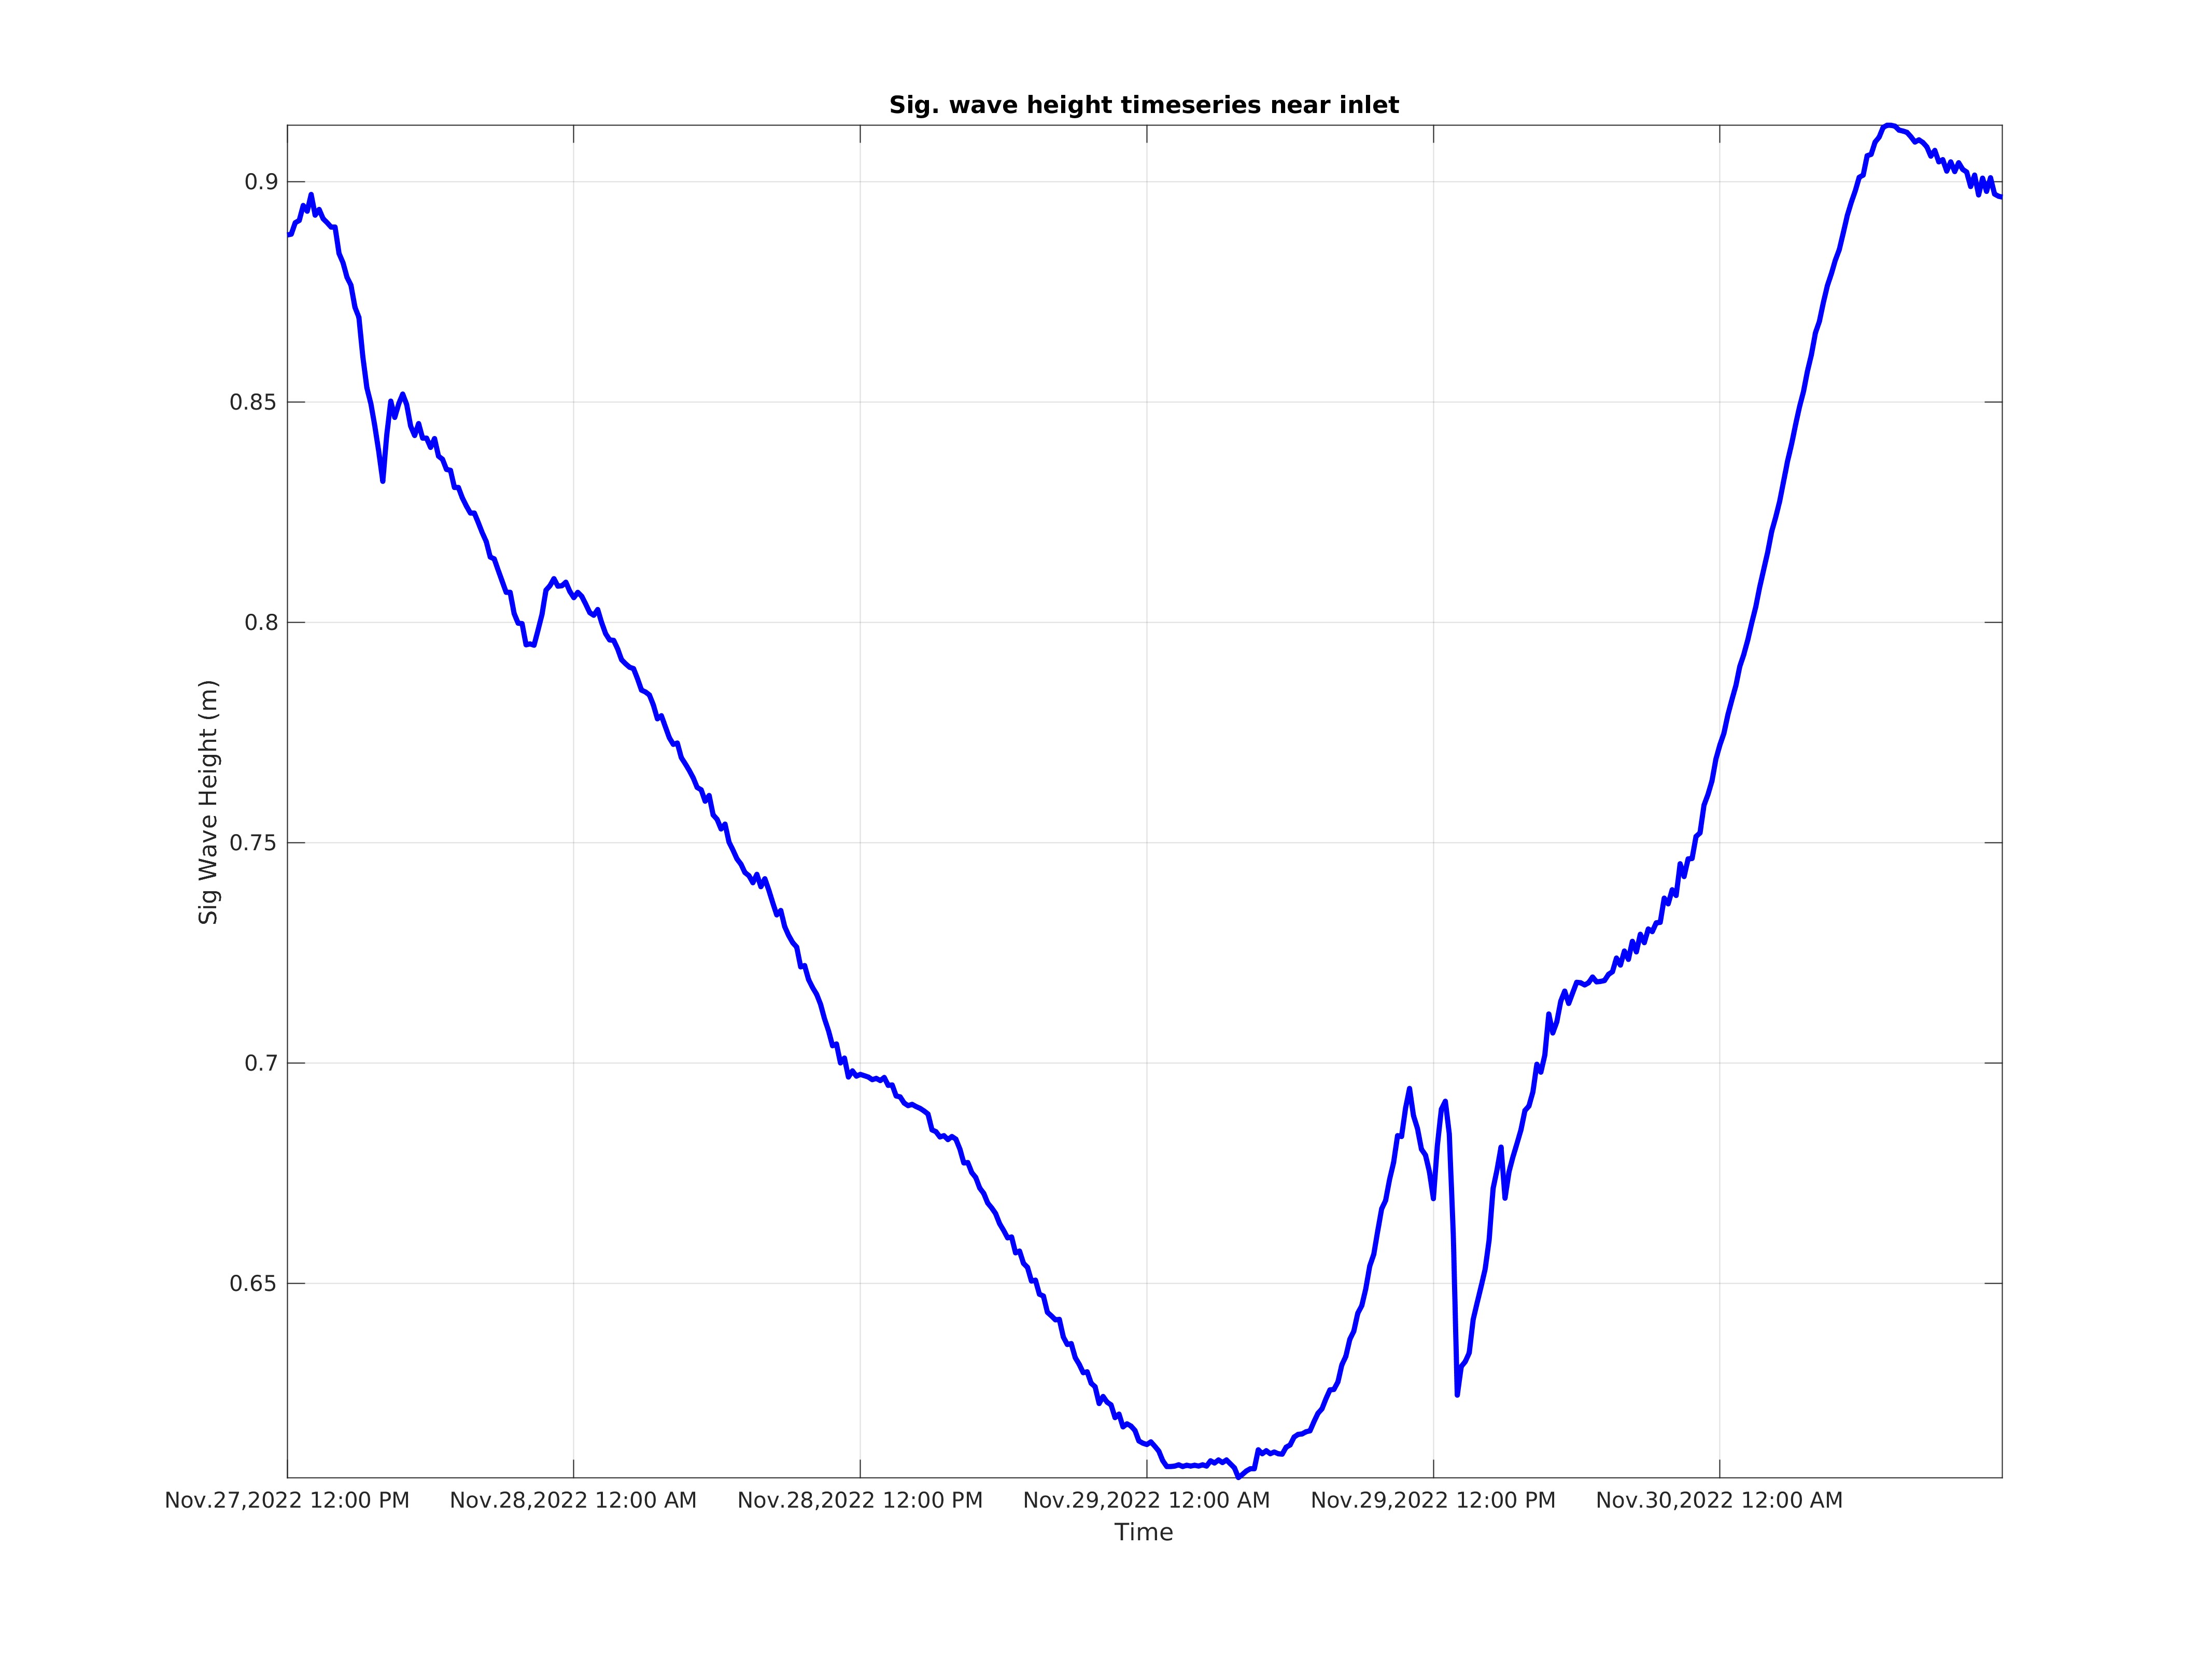 Sig. wave height timeseries near inlet
0.9
0.85
0.8
0.75
0.7
0.65
Sig Wave Height (m)
Nov.27,2022 12:00 PM
Nov.28,2022 12:00 AM
Nov.28,2022 12:00 PM
Nov.29,2022 12:00 AM
Nov.29,2022 12:00 PM
Nov.30,2022 12:00 AM
Time